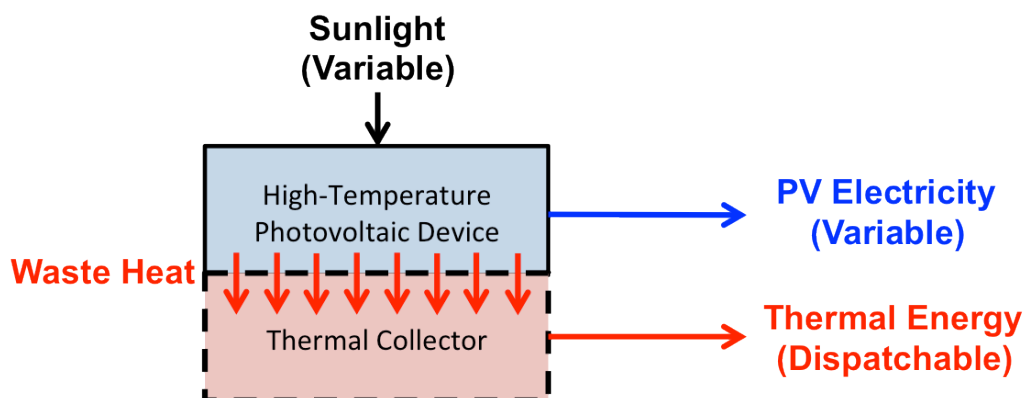 Sunlight
(Variable)
High-Temperature
Photovoltaic Device
PV Electricity
(Variable)
Waste Heat
Thermal Collector
Thermal Energy
(Dispatchable)